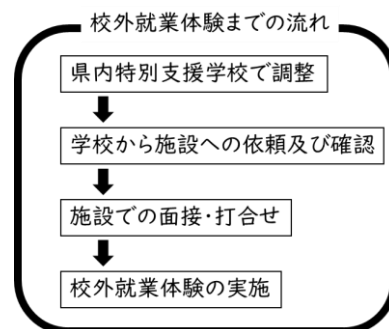 校外就業体験までの流れ
県内特別支援学校で調整
学校から施設への依頼及び確認
施設での面接・打合せ
校外就業体験の実施